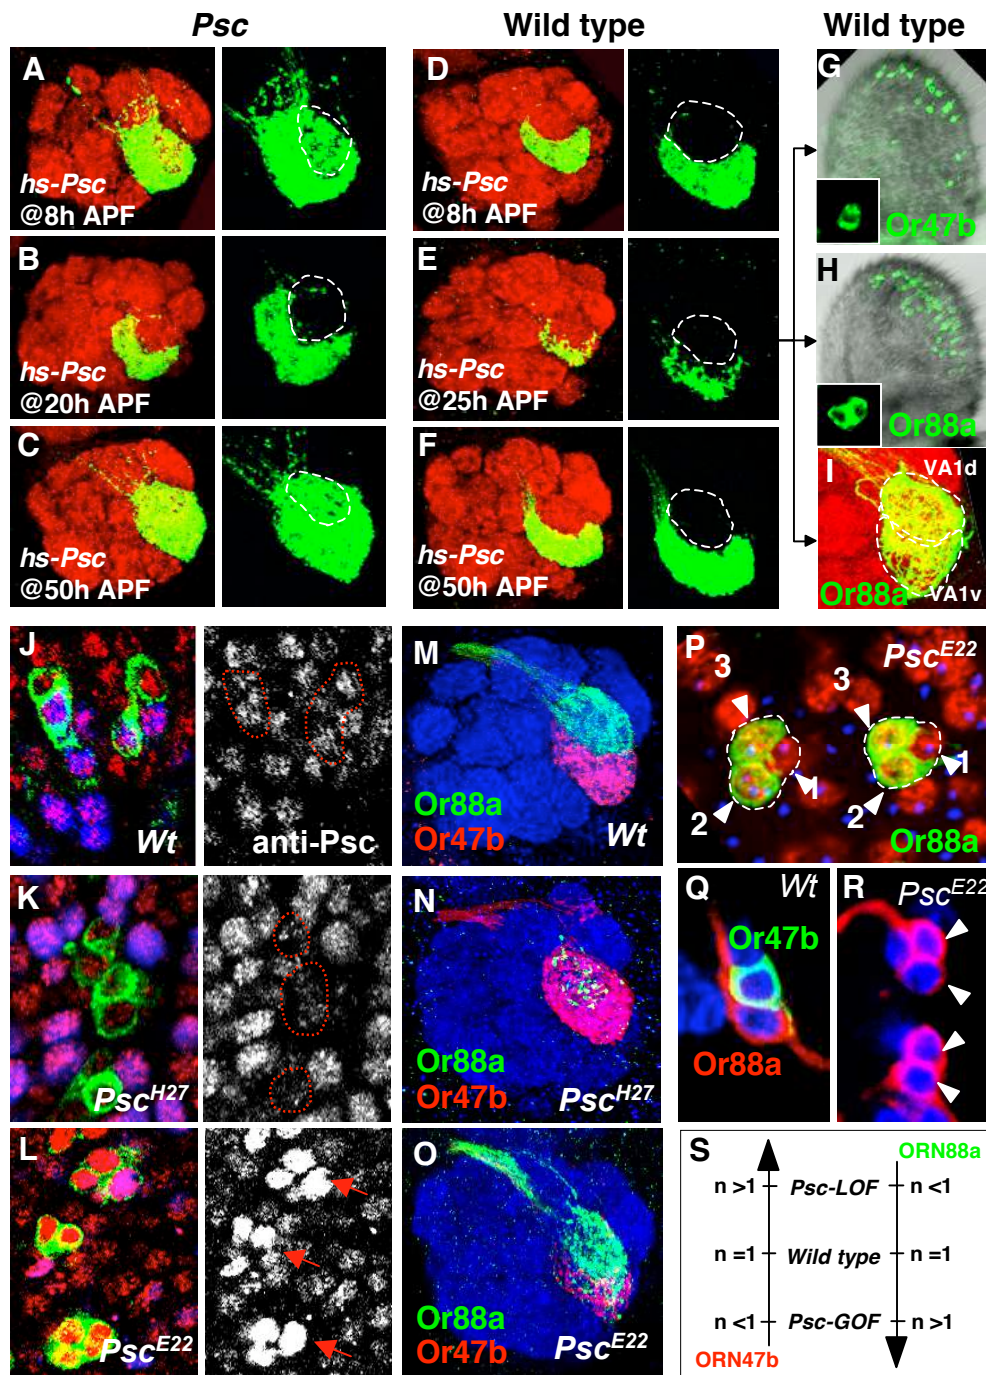 Psc
Wild type
Wild type
A
hs-Psc
@8h APF
D
hs-Psc
@8h APF
G
Or47b
B
hs-Psc
@20h APF
E
hs-Psc
@25h APF
H
Or88a
C
hs-Psc
@50h APF
F
hs-Psc
@50h APF
I
VA1d
Or88a
VA1v
J
Wt
anti-Psc
M
Or88a
Or47b
Wt
P
PscE22
3
3
1
1
2
2
Or88a
K
PscH27
N
Or88a
Or47b
PscH27
Q
Wt
Or47b
Or88a
R
PscE22
L
PscE22
O
Or88a
Or47b
PscE22
S
ORN88a
n >1 Psc-LOF n <1
n =1 Wild type n =1
n <1 Psc-GOF n >1
ORN47b